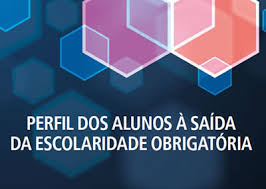 PERFIL DOS ALUNOS À SAÍDA
DA ESCOLARIDADE OBRIGATÓRIA